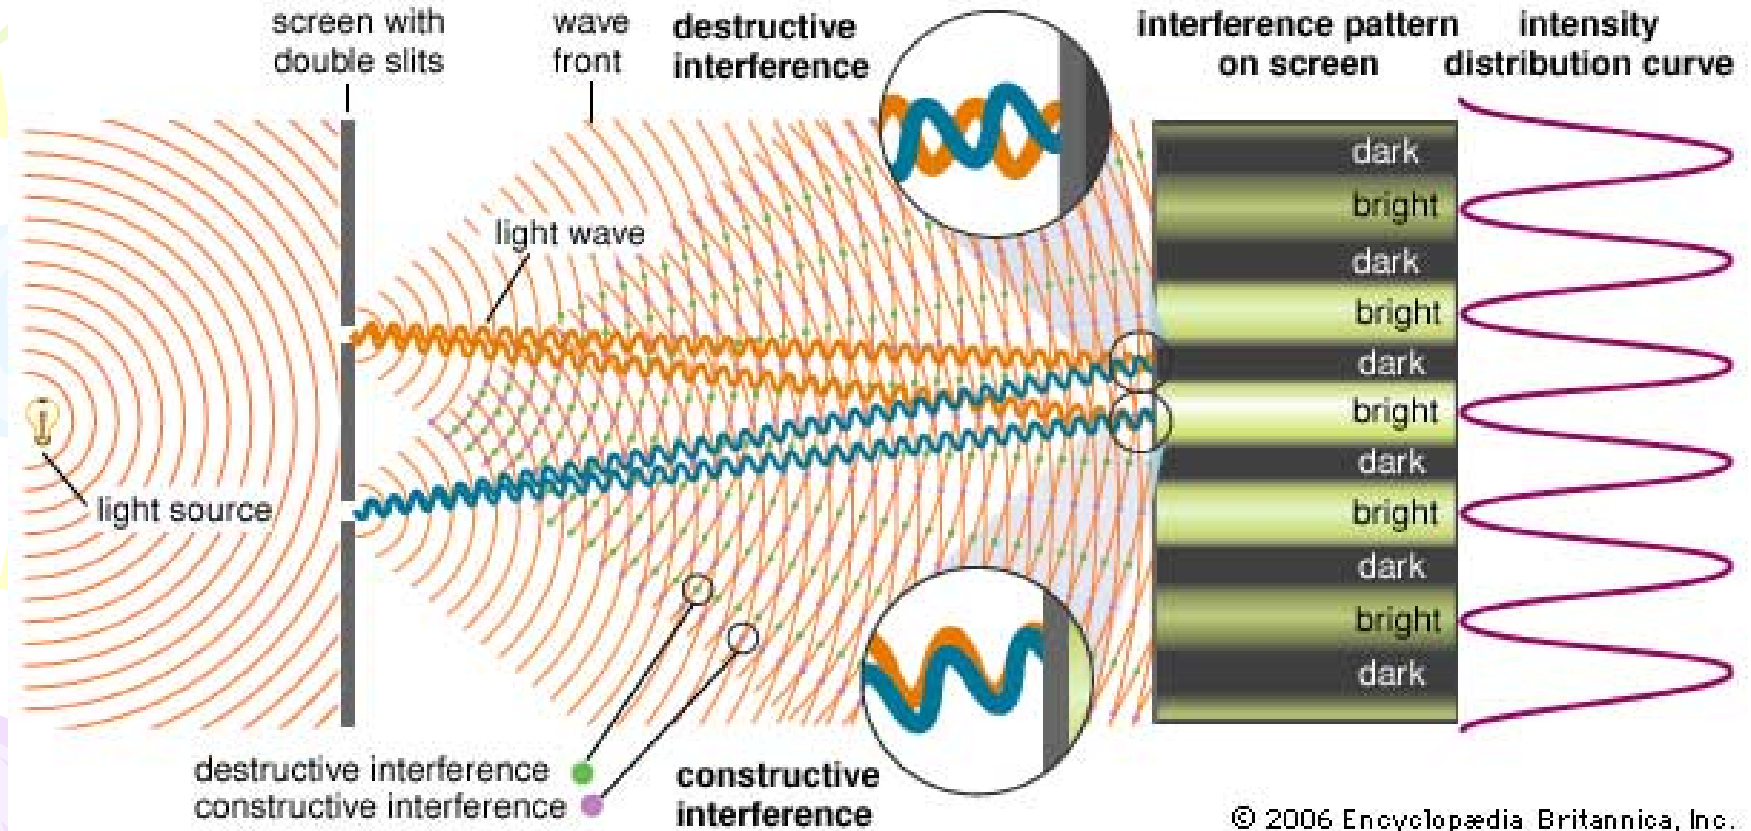 screen with
double slits
wave
front
destructive
interference
interference pattern
on screen
intensity
distribution curve
dark
bright
dark
bright
dark
bright
dark
bright
dark
bright
dark
light wave
light source
destructive interference
constructive interference
constructive
interference
© 2006 Encyclopædia Britannica, Inc.